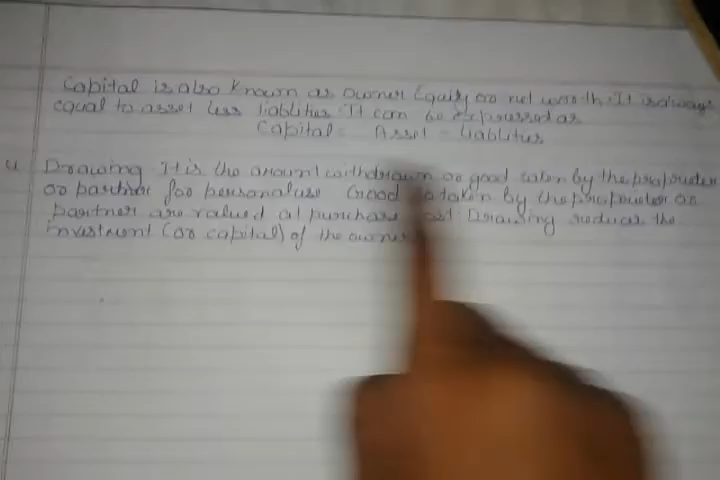 Capital is also Known as owner Equity or net worth. It is always
equal to asset less liablities It can be expressed as
Capital = Asset - Liablities
4 Drawing It is the amount withdrawn or good taken by the propriter
or partner for personal use Good taken by the propriter or
partner are valued at purchase Drawing reduces the
investment (or capital) of the owner